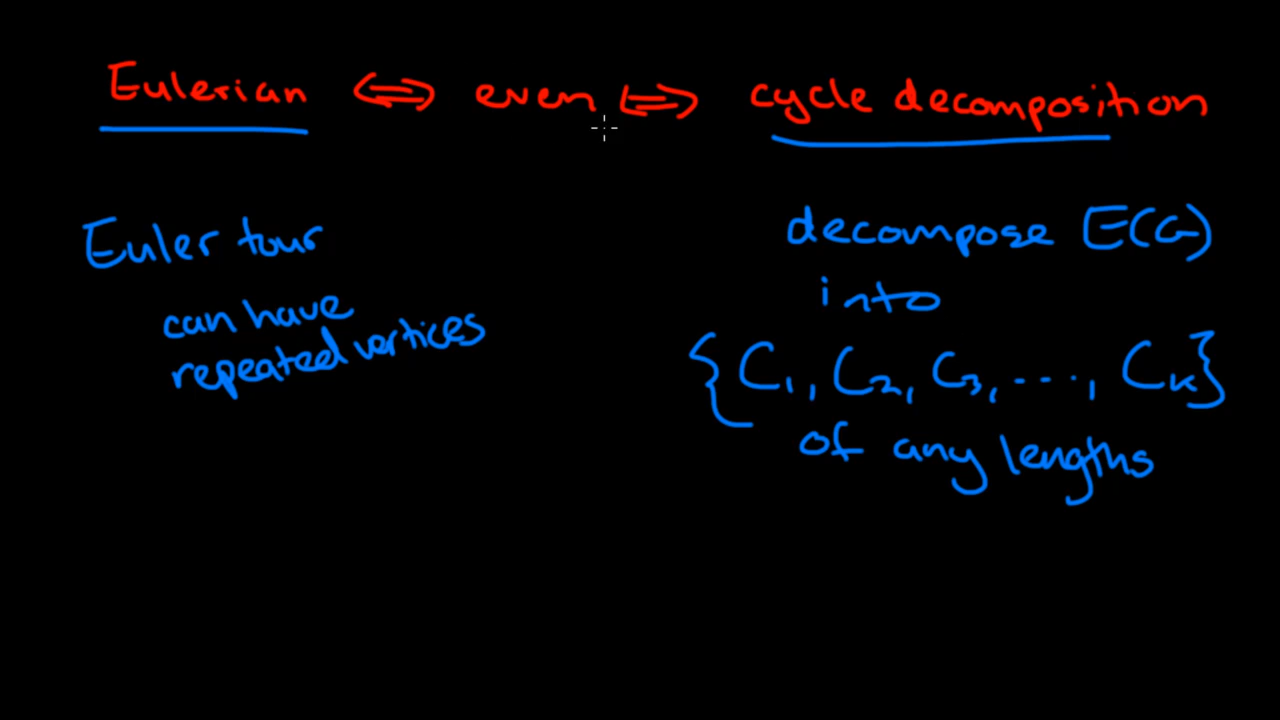 Eulerian ⟺ even ⟺ cycle decomposition
Euler tour
can have
repeated vertices
decompose E(G)
into
{C₁, C₂, C₃, ..., Cₖ}
of any lengths